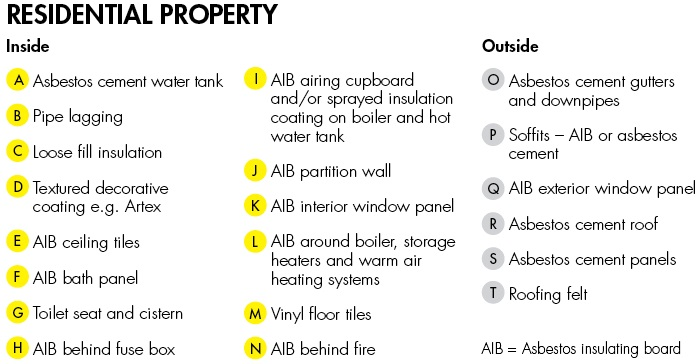 RESIDENTIAL PROPERTY
Inside
A Asbestos cement water tank
B Pipe lagging
C Loose fill insulation
D Textured decorative
coating e.g. Artex
E AIB ceiling tiles
F AIB bath panel
G Toilet seat and cistern
H AIB behind fuse box
I AIB airing cupboard
and/or sprayed insulation
coating on boiler and hot
water tank
J AIB partition wall
K AIB interior window panel
L AIB around boiler, storage
heaters and warm air
heating systems
M Vinyl floor tiles
N AIB behind fire
Outside
O Asbestos cement gutters
and downpipes
P Soffits – AIB or asbestos
cement
Q AIB exterior window panel
R Asbestos cement roof
S Asbestos cement panels
T Roofing felt
AIB = Asbestos insulating board